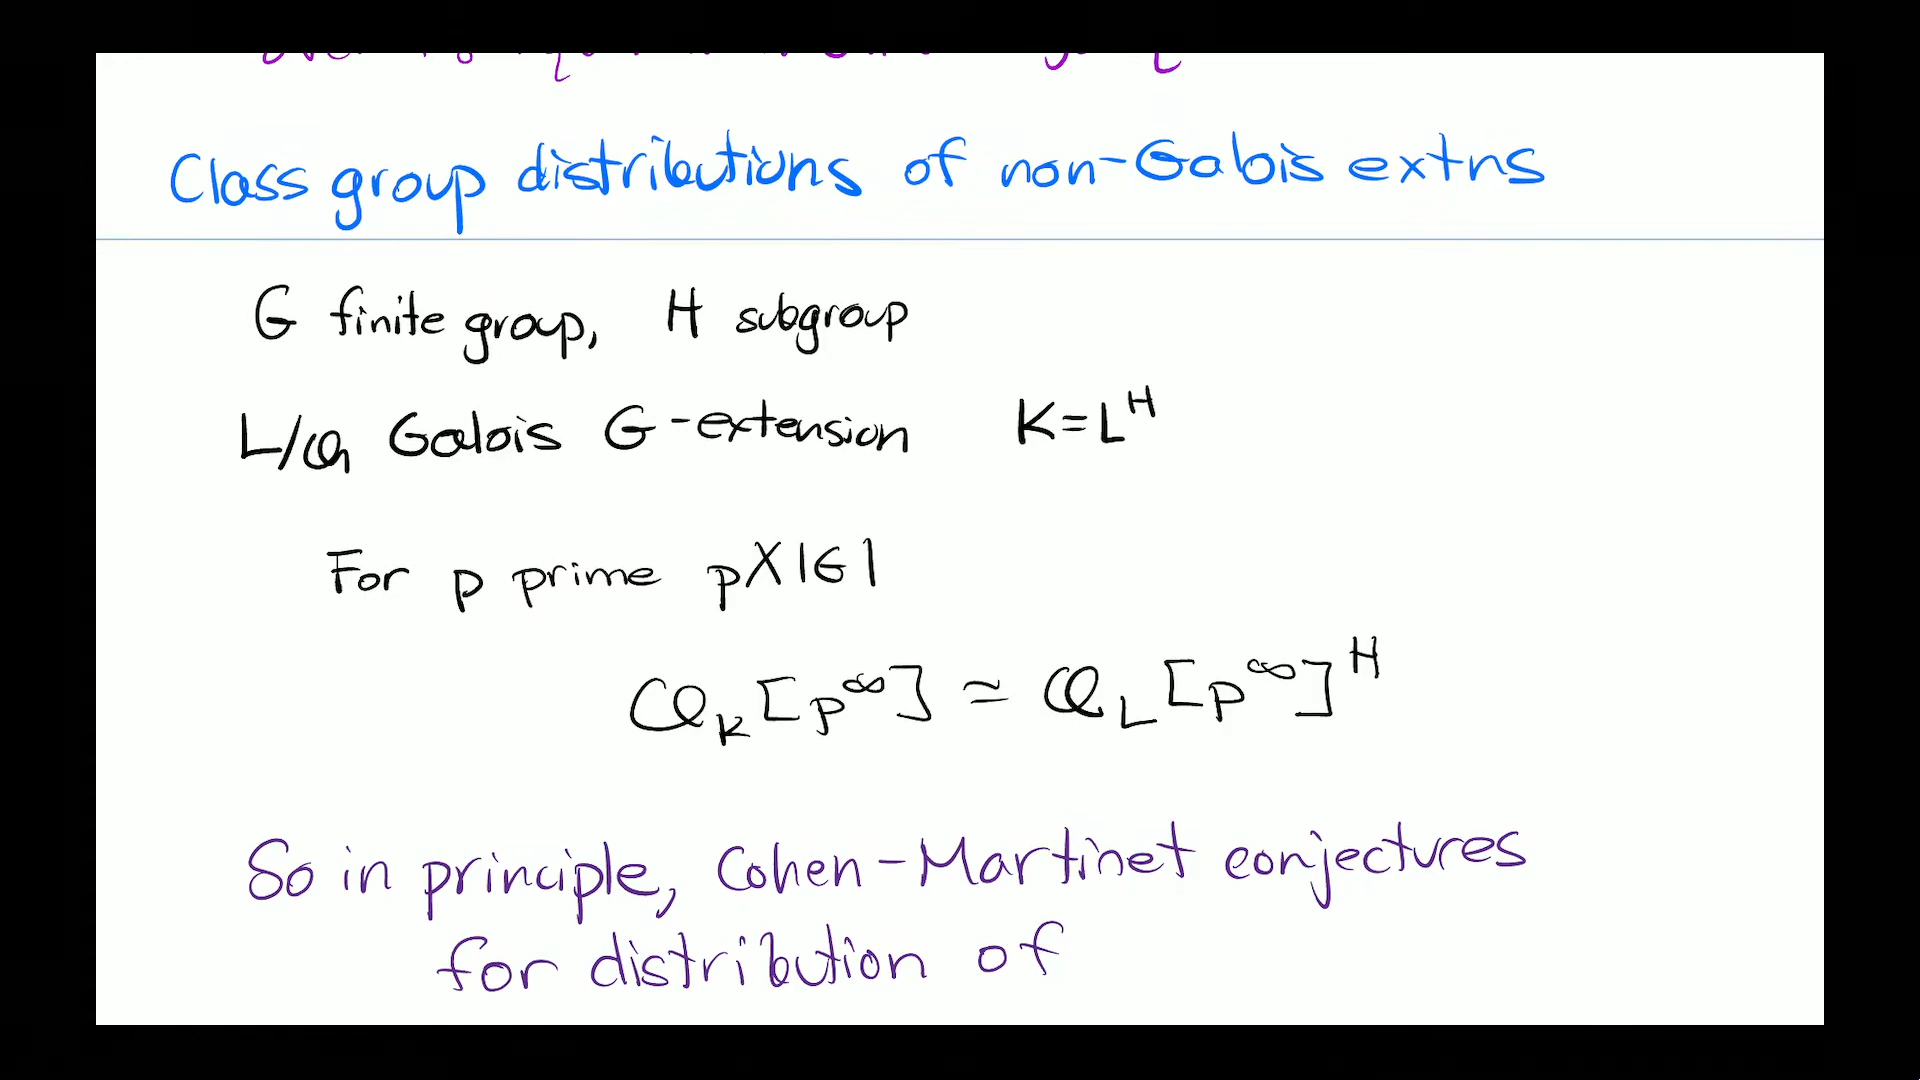 Class group distributions of non-Galois extns
G finite group, H subgroup
L/ℚ Galois G-extension K=L^H
For p prime p∤|G|
Cl_K[p^∞] ≃ Cl_L[p^∞]^H
So in principle, Cohen-Martinet conjectures
for distribution of